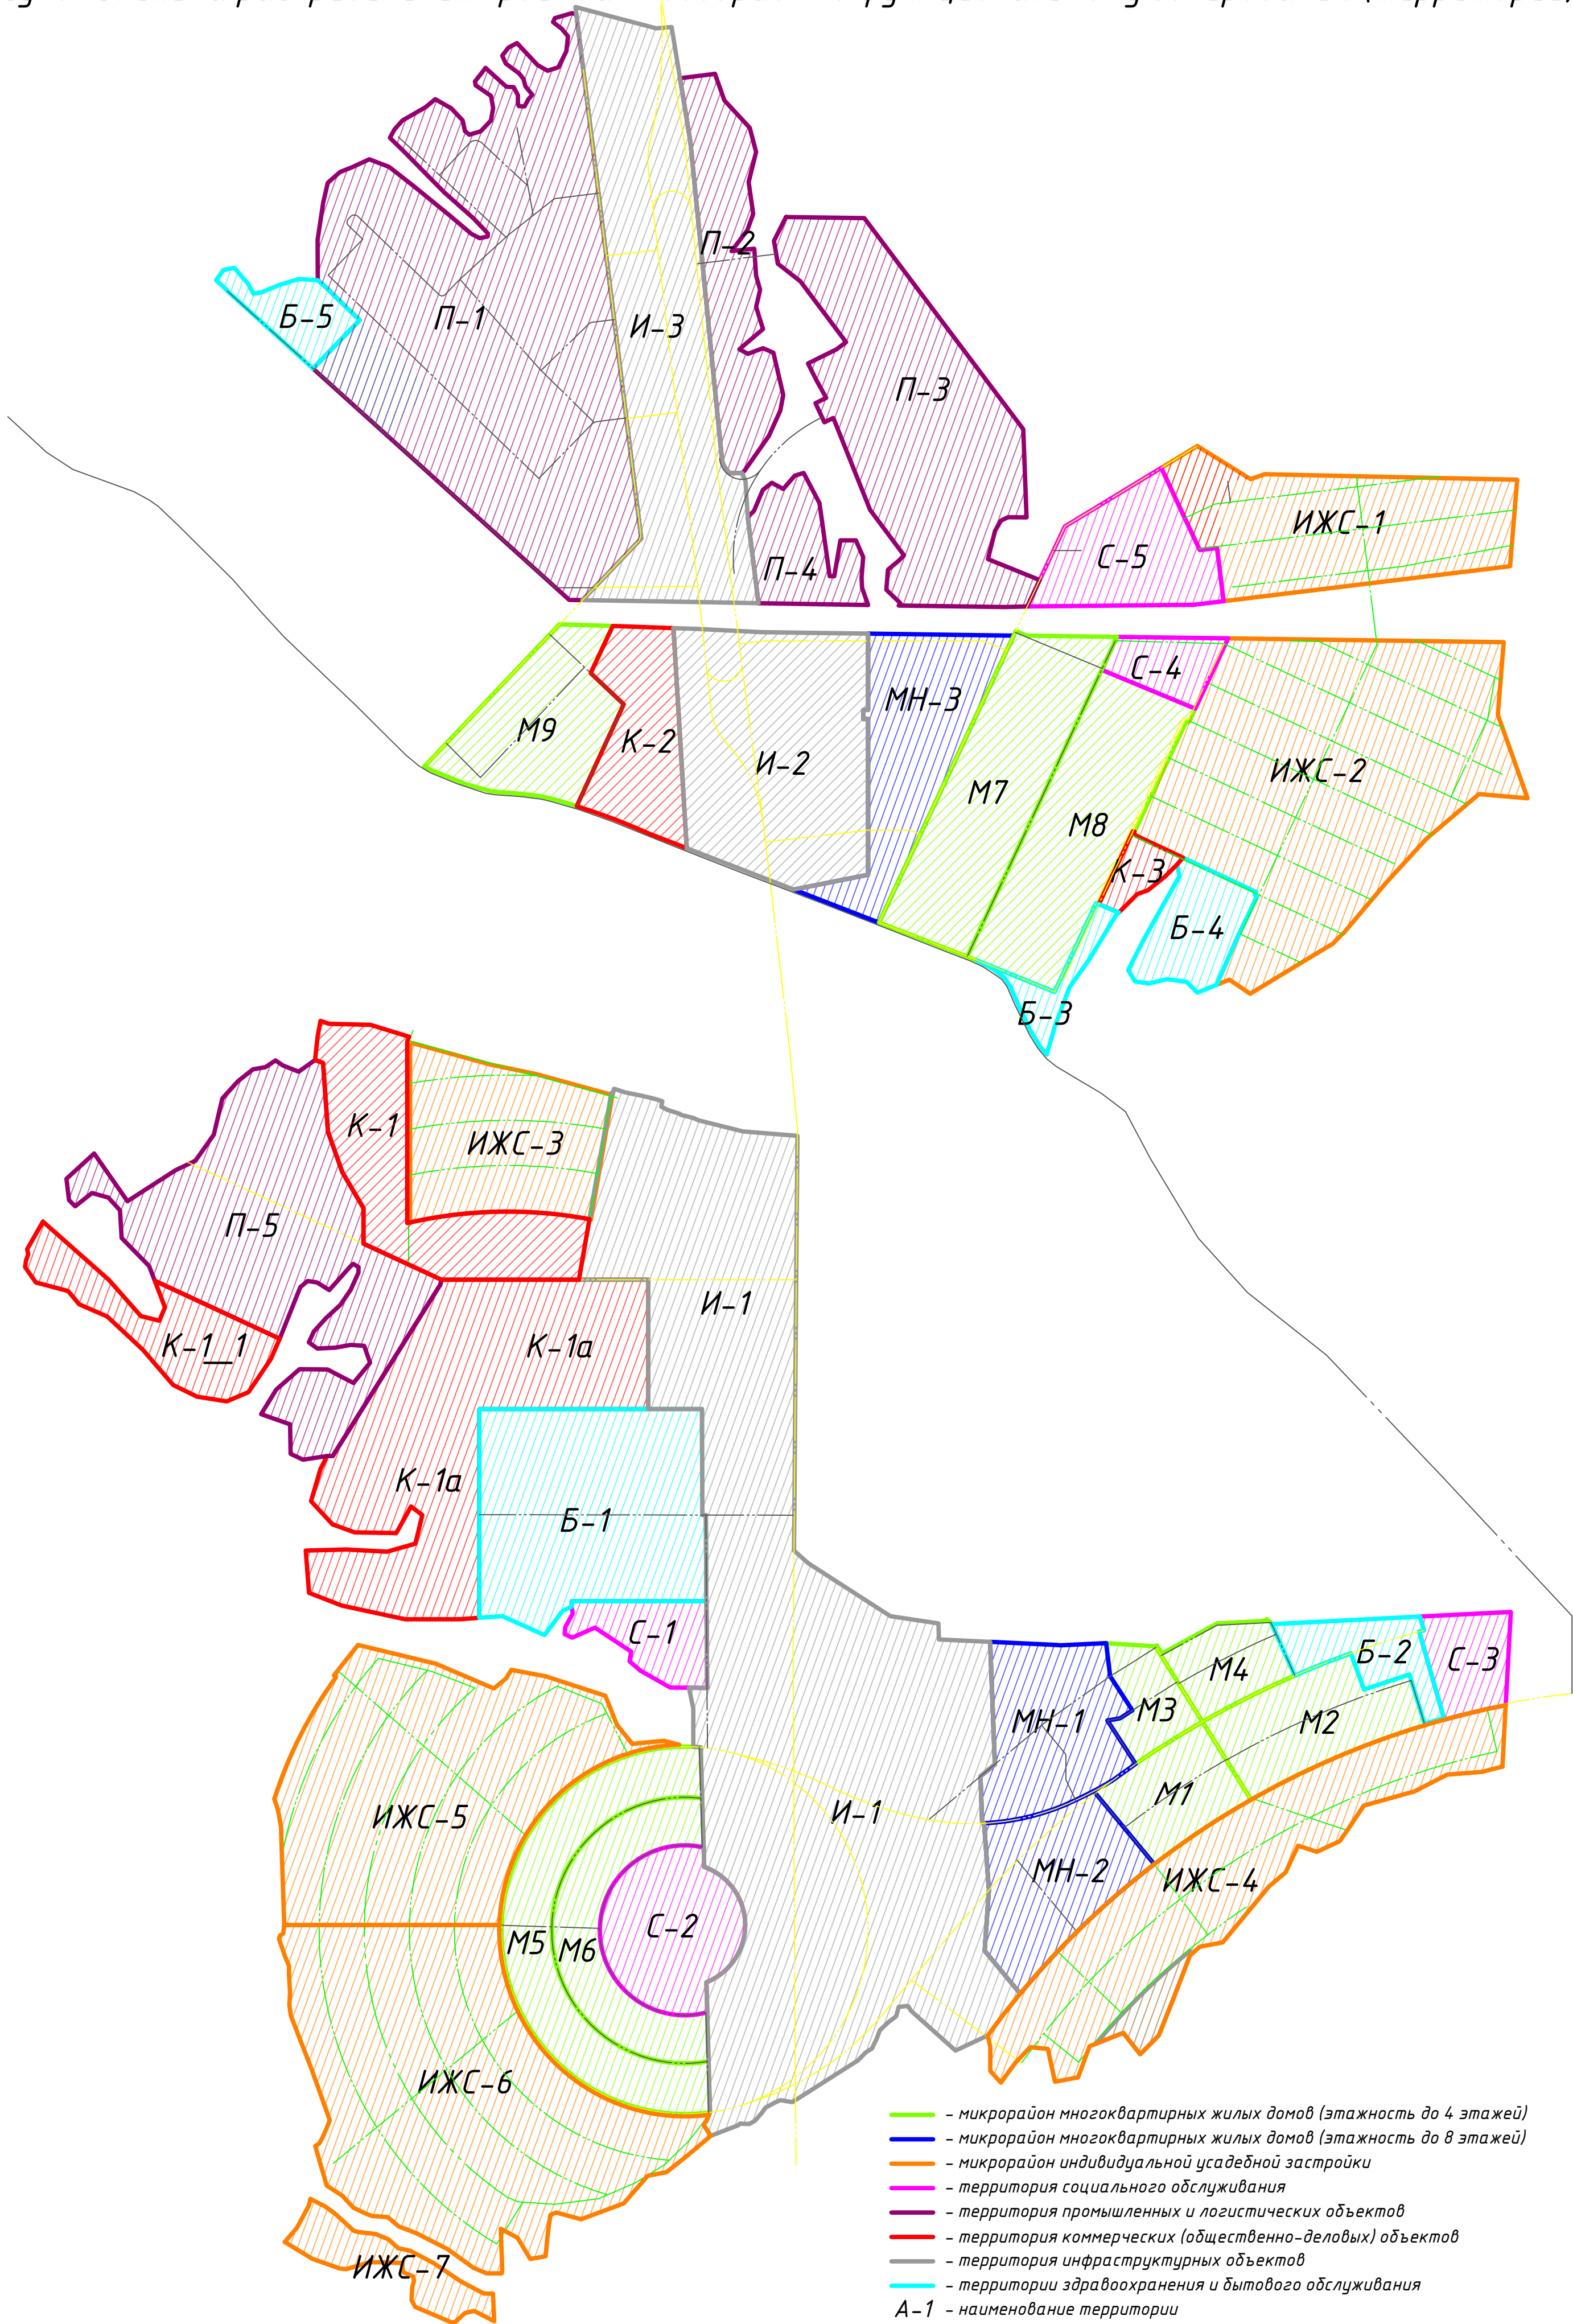 П-2
Б-5
П-1
И-3
П-3
ИЖС-1
С-5
П-4
С-4
МН-3
М9
К-2
И-2
ИЖС-2
М7
М8
К-3
Б-4
Б-3
К-1
ИЖС-3
П-5
И-1
К-1_1
К-1а
К-1а
Б-1
С-1
Б-2
С-3
М4
М3
МН-1
М2
М1
ИЖС-5
И-1
МН-2
ИЖС-4
С-2
М5
М6
ИЖС-6
– микрорайон многоквартирных жилых домов (этажность до 4 этажей)
– микрорайон многоквартирных жилых домов (этажность до 8 этажей)
– микрорайон индивидуальной усадебной застройки
– территория социального обслуживания
– территория промышленных и логистических объектов
– территория коммерческих (общественно-деловых) объектов
– территория инфраструктурных объектов
ИЖС-7
– территории здравоохранения и бытового обслуживания
А-1 – наименование территории